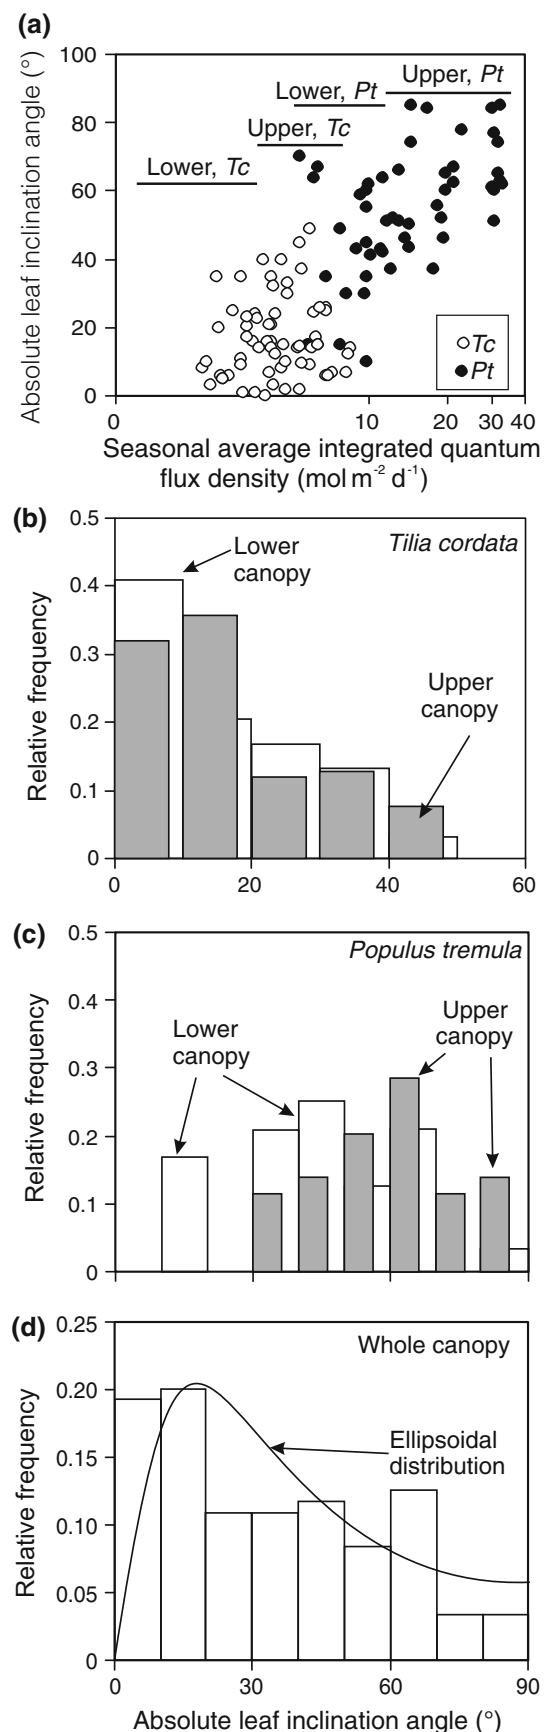 (a)
100
80
60
40
20
0
Absolute leaf inclination angle (°)
Upper, Pt
Lower, Pt
Upper, Tc
Lower, Tc
Tc
Pt
0 10 20 30 40
Seasonal average integrated quantum
flux density (mol m⁻² d⁻¹)
(b)
0.5
0.4
0.3
0.2
0.1
0
Relative frequency
Tilia cordata
Lower
canopy
Upper
canopy
0 20 40 60
(c)
0.5
0.4
0.3
0.2
0.1
0
Relative frequency
Populus tremula
Lower
canopy
Upper
canopy
(d)
0.25
0.20
0.15
0.10
0.05
0
Relative frequency
Whole canopy
Ellipsoidal
distribution
0 30 60 90
Absolute leaf inclination angle (°)